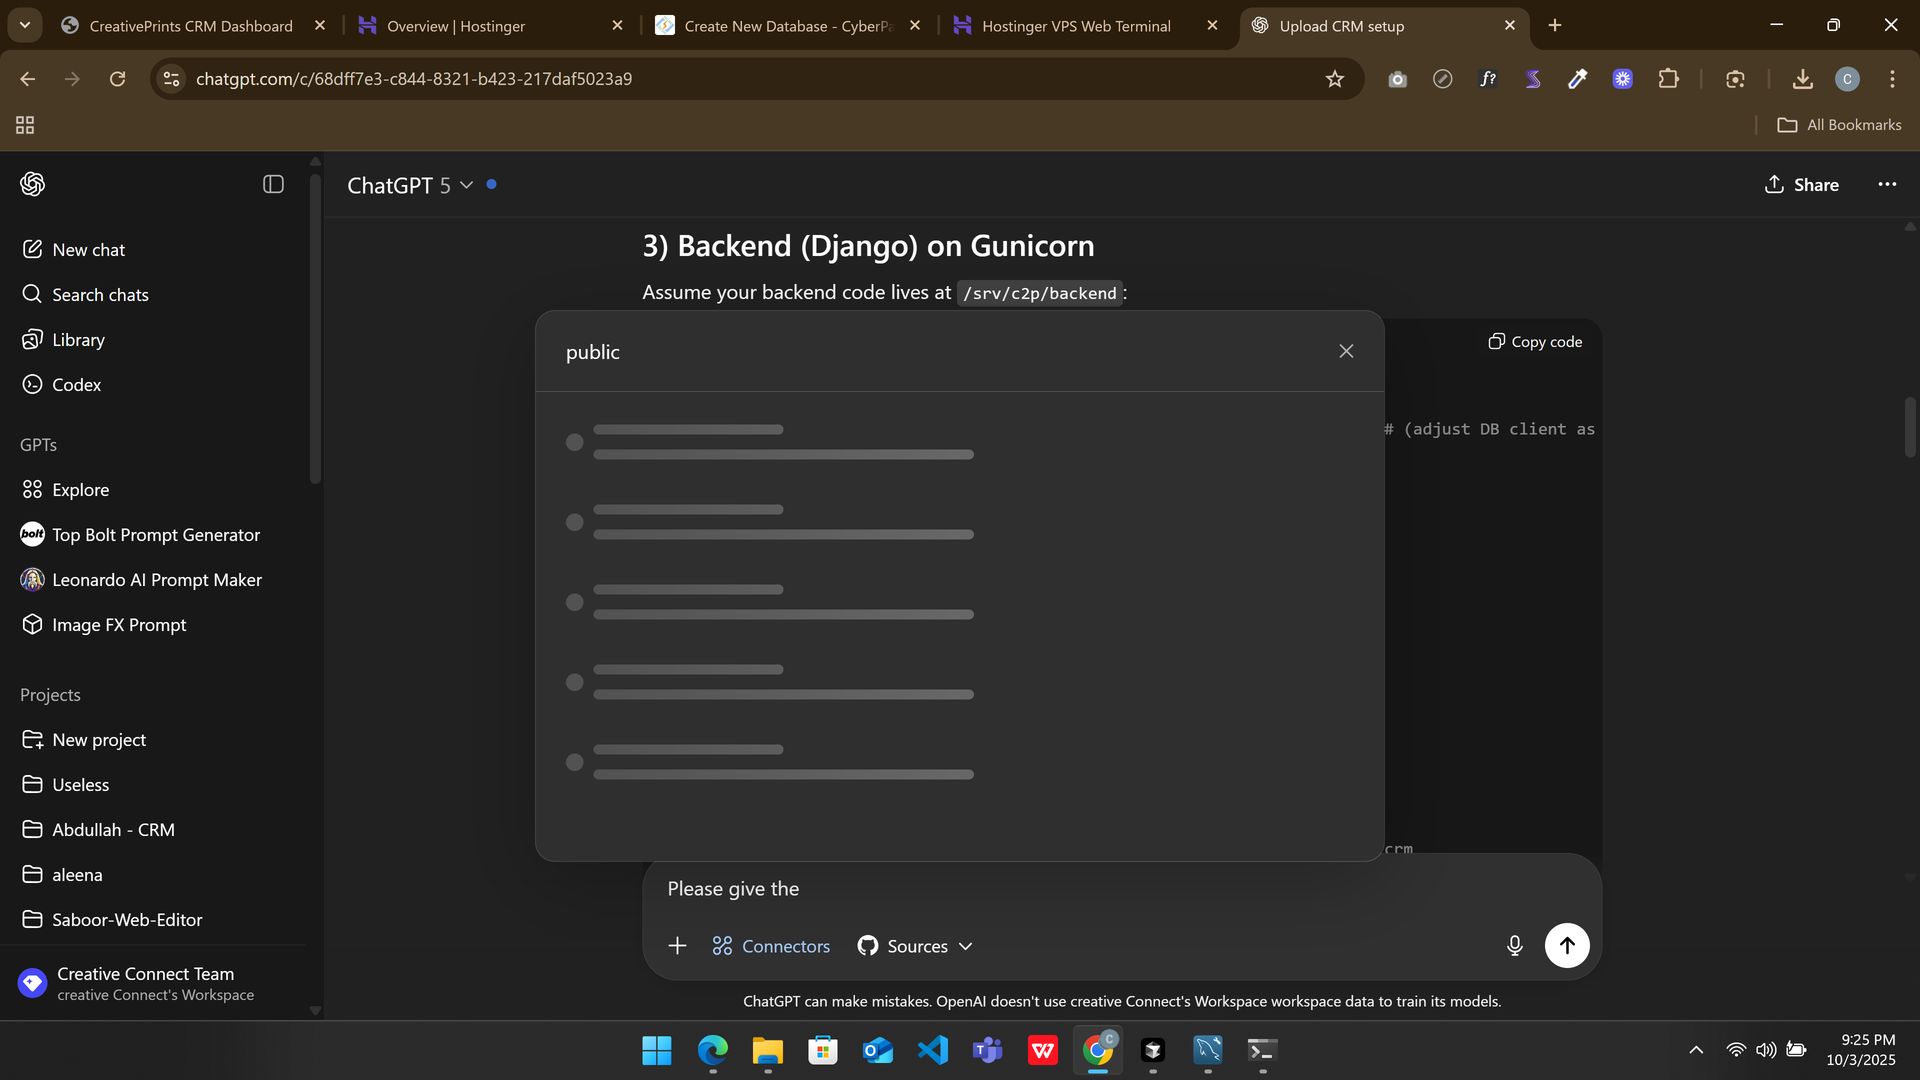 CreativePrints CRM Dashboard
Overview | Hostinger
Create New Database - CyberPa
Hostinger VPS Web Terminal
Upload CRM setup
chatgpt.com/c/68dff7e3-c844-8321-b423-217daf5023a9
f?
C
All Bookmarks
ChatGPT 5
Share
New chat
Search chats
Library
Codex
GPTs
Explore
bolt
Top Bolt Prompt Generator
Leonardo AI Prompt Maker
Image FX Prompt
Projects
New project
Useless
Abdullah - CRM
aleena
Saboor-Web-Editor
Creative Connect Team
creative Connect's Workspace
3) Backend (Django) on Gunicorn
Assume your backend code lives at /srv/c2p/backend:
Copy code
# (adjust DB client as
public
crm
Please give the
Connectors
Sources
ChatGPT can make mistakes. OpenAI doesn't use creative Connect's Workspace workspace data to train its models.
9:25 PM
10/3/2025